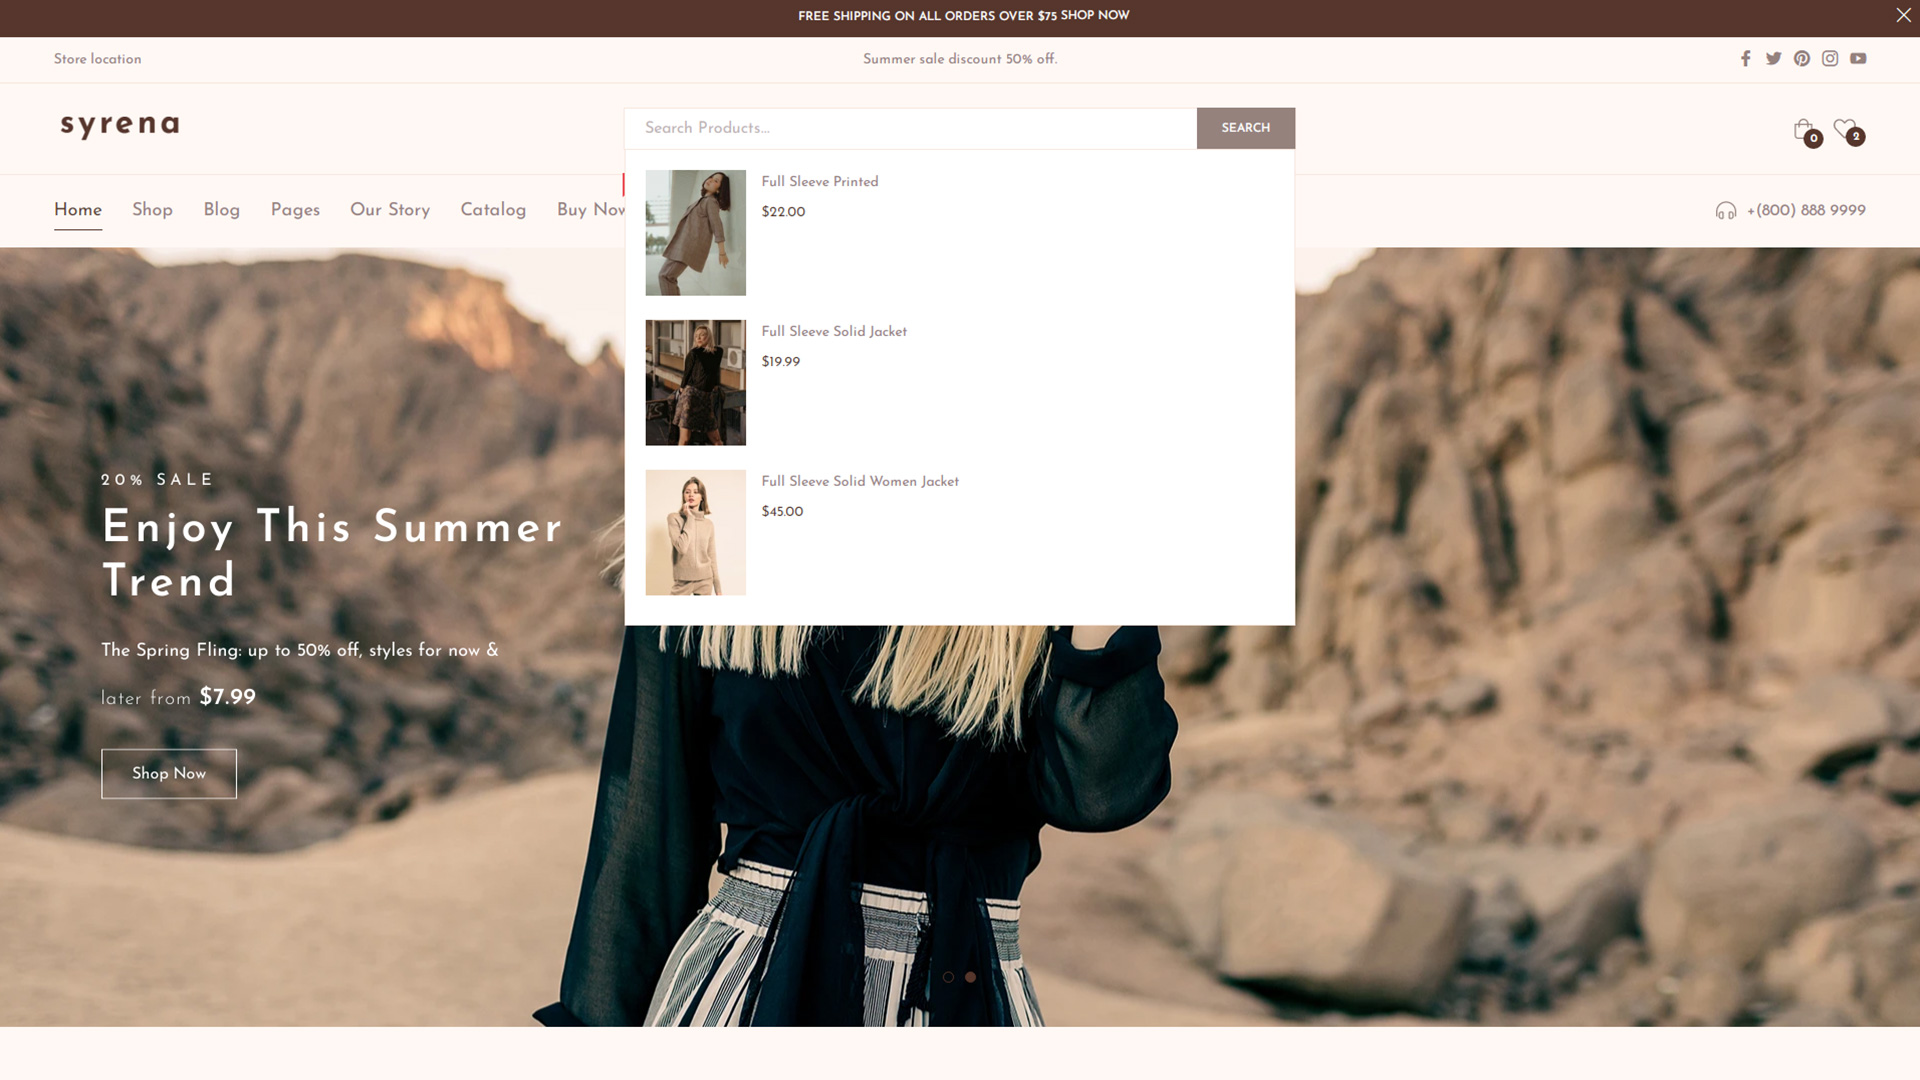 FREE SHIPPING ON ALL ORDERS OVER $75 SHOP NOW
Store location
Summer sale discount 50% off.
syrena
Search Products...
SEARCH
0
2
Home
Shop
Blog
Pages
Our Story
Catalog
Buy Now
+(800) 888 9999
Full Sleeve Printed
$22.00
Full Sleeve Solid Jacket
$19.99
Full Sleeve Solid Women Jacket
$45.00
20% SALE
Enjoy This Summer
Trend
The Spring Fling: up to 50% off, styles for now &
later from $7.99
Shop Now